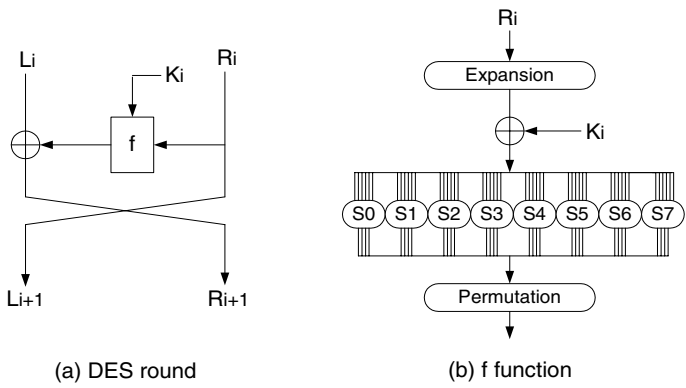 Li
Ri
Ki
f
Li+1
Ri+1
(a) DES round
Ri
Expansion
Ki
S0 S1 S2 S3 S4 S5 S6 S7
Permutation
(b) f function